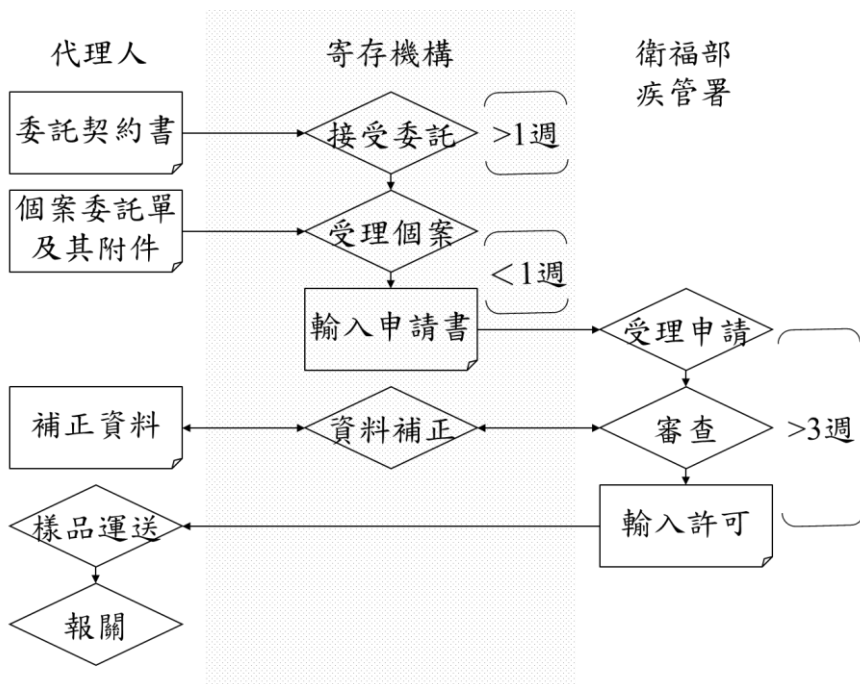 代理人
寄存機構
衛福部
疾管署
委託契約書
接受委託
>1週
個案委託單
及其附件
受理個案
<1週
輸入申請書
受理申請
補正資料
資料補正
審查
>3週
樣品運送
輸入許可
報關